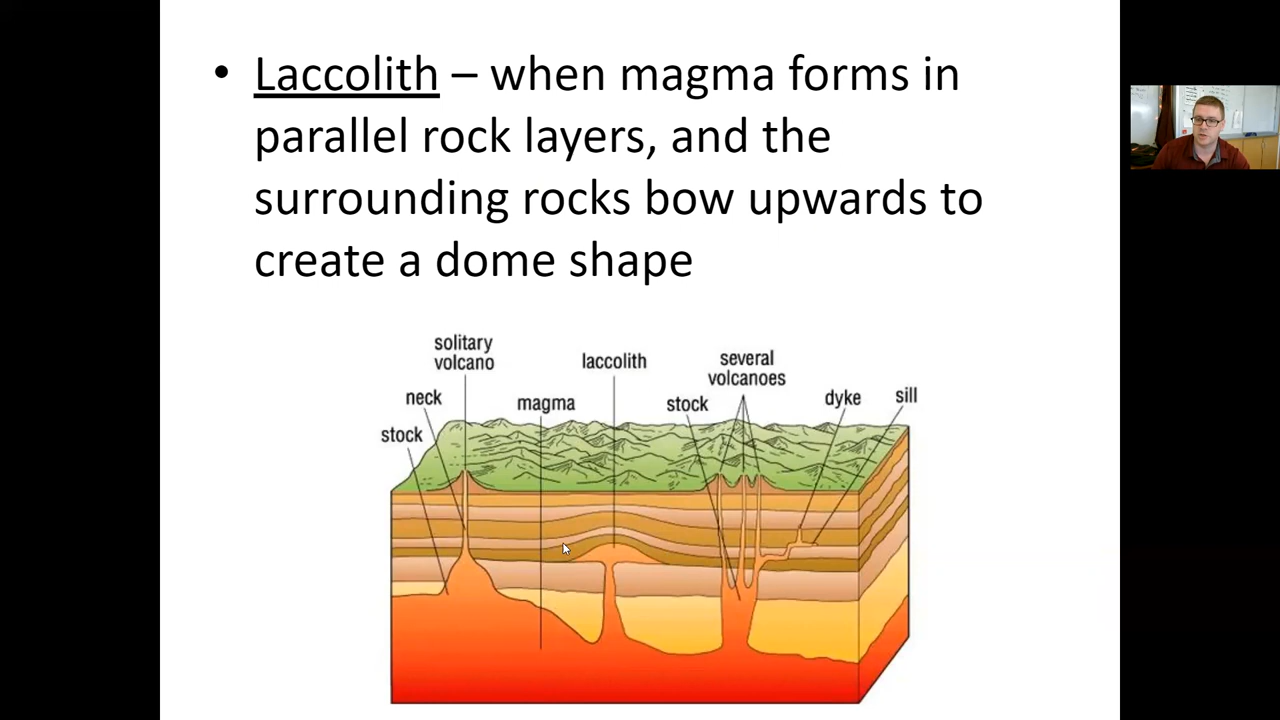 • Laccolith – when magma forms in
parallel rock layers, and the
surrounding rocks bow upwards to
create a dome shape
solitary
volcano
laccolith
several
volcanoes
neck
magma
stock
dyke
sill
stock